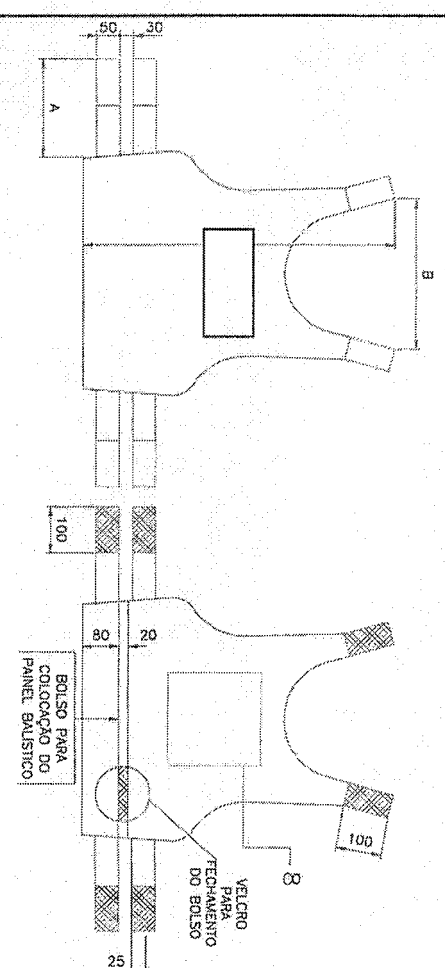 50
30
A
B
100
80
20
BOLSO PARA
COLOCAÇÃO DO
PAINEL BALÍSTICO
VELCRO
PARA
FECHAMENTO
DO BOLSO
8
100
25